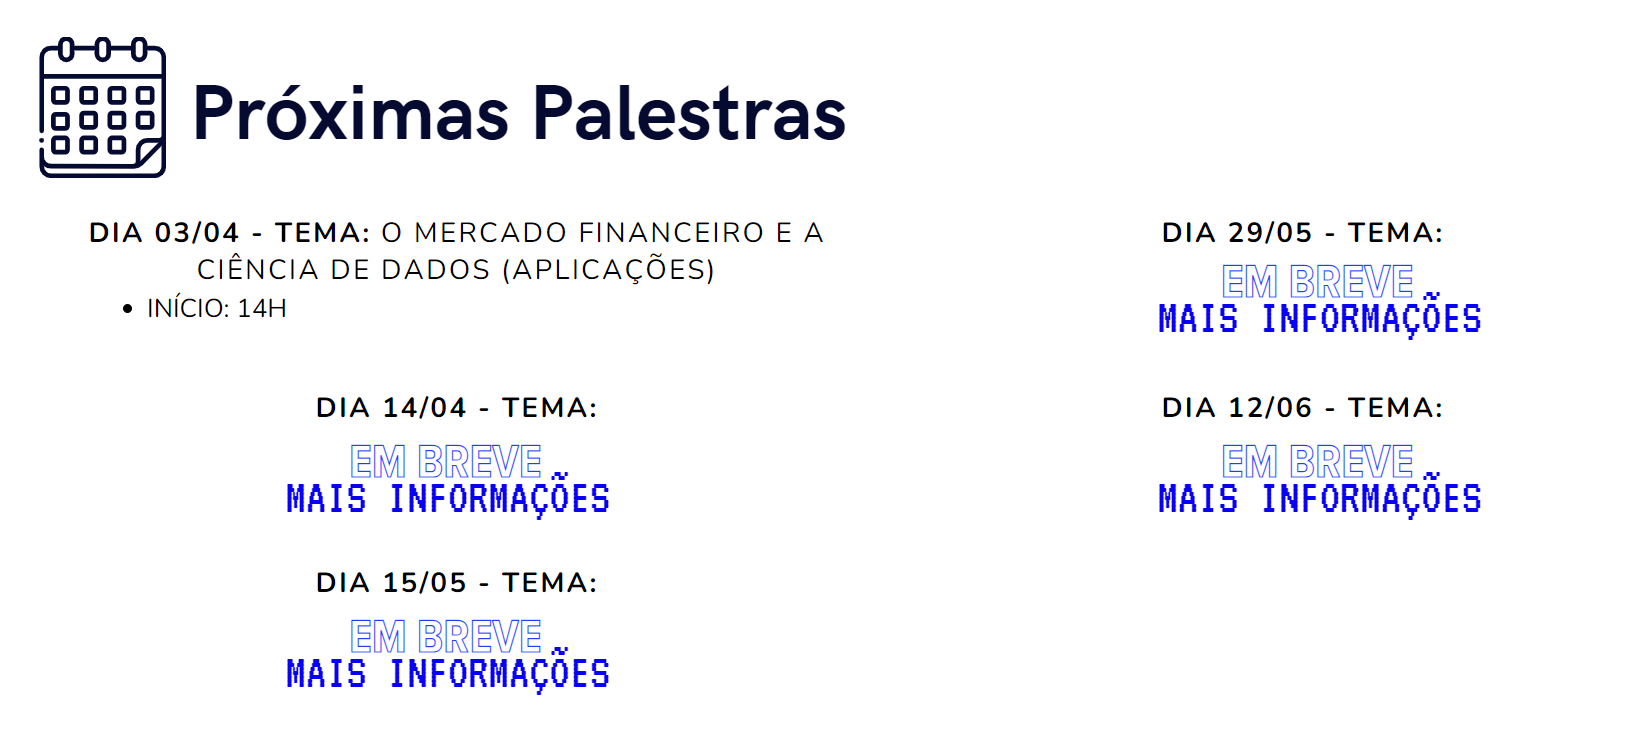 Próximas Palestras
DIA 03/04 - TEMA: O MERCADO FINANCEIRO E A
CIÊNCIA DE DADOS (APLICAÇÕES)
• INÍCIO: 14H
DIA 14/04 - TEMA:
EM BREVE
MAIS INFORMAÇÕES
DIA 15/05 - TEMA:
EM BREVE
MAIS INFORMAÇÕES
DIA 29/05 - TEMA:
EM BREVE
MAIS INFORMAÇÕES
DIA 12/06 - TEMA:
EM BREVE
MAIS INFORMAÇÕES